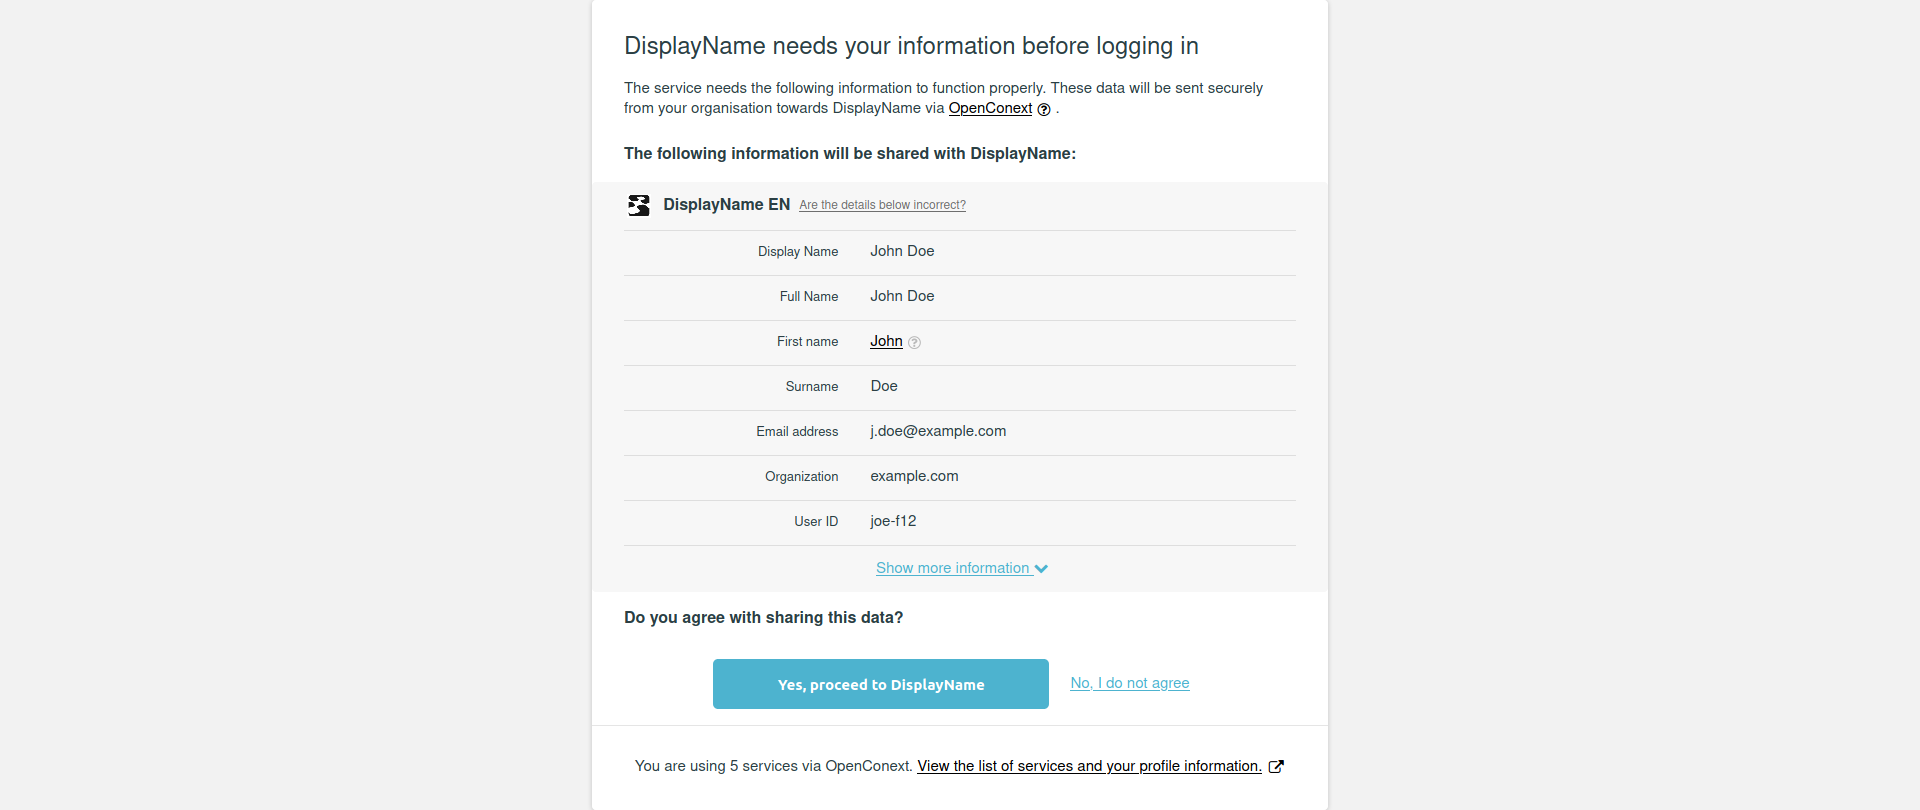 DisplayName needs your information before logging in
The service needs the following information to function properly. These data will be sent securely
from your organisation towards DisplayName via OpenConext ? .
The following information will be shared with DisplayName:
DisplayName EN Are the details below incorrect?
Display Name John Doe
Full Name John Doe
First name John ?
Surname Doe
Email address j.doe@example.com
Organization example.com
User ID joe-f12
Show more information
Do you agree with sharing this data?
Yes, proceed to DisplayName No, I do not agree
You are using 5 services via OpenConext. View the list of services and your profile information.